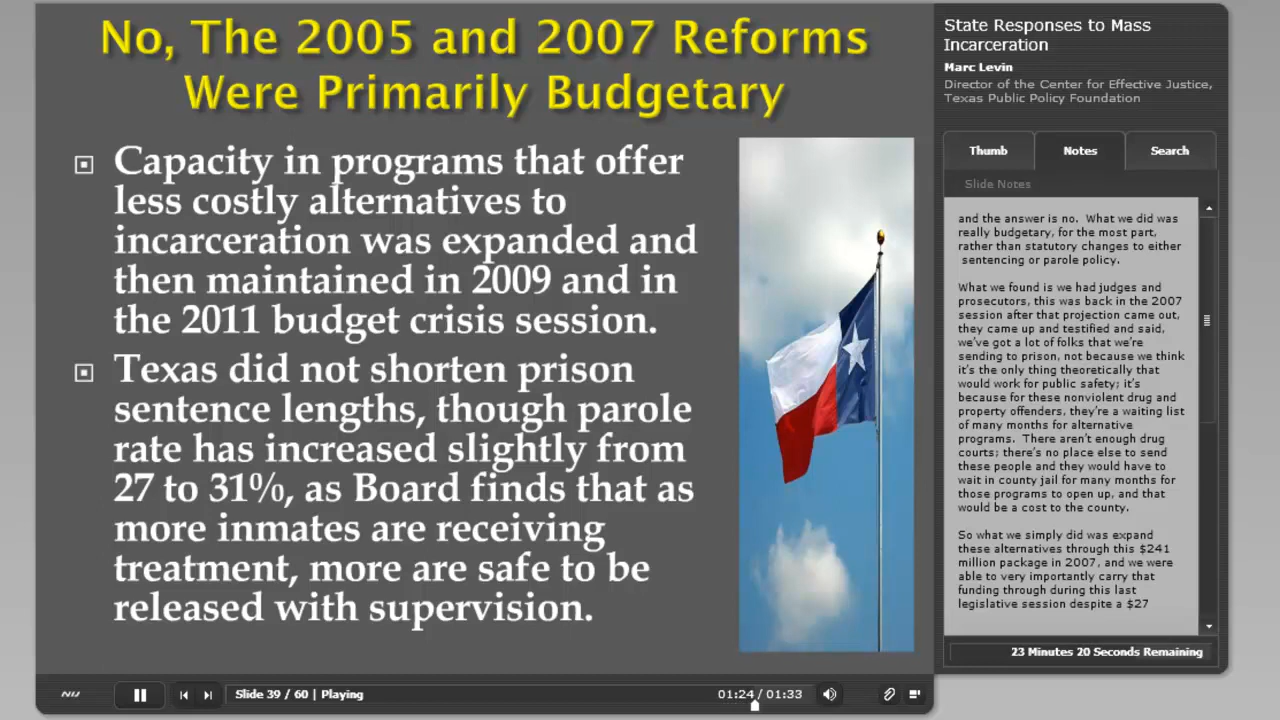 No, The 2005 and 2007 Reforms
Were Primarily Budgetary
Capacity in programs that offer
less costly alternatives to
incarceration was expanded and
then maintained in 2009 and in
the 2011 budget crisis session.
Texas did not shorten prison
sentence lengths, though parole
rate has increased slightly from
27 to 31%, as Board finds that as
more inmates are receiving
treatment, more are safe to be
released with supervision.
State Responses to Mass
Incarceration
Marc Levin
Director of the Center for Effective Justice,
Texas Public Policy Foundation
Thumb
Notes
Search
Slide Notes
and the answer is no. What we did was
really budgetary, for the most part,
rather than statutory changes to either
sentencing or parole policy.
What we found is we had judges and
prosecutors, this was back in the 2007
session after that projection came out,
they came up and testified and said,
we've got a lot of folks that we're
sending to prison, not because we think
it's the only thing theoretically that
would work for public safety; it's
because for these nonviolent drug and
property offenders, they're a waiting list
of many months for alternative
programs. There aren't enough drug
courts; there's no place else to send
these people and they would have to
wait in county jail for many months for
those programs to open up, and that
would be a cost to the county.
So what we simply did was expand
these alternatives through this $241
million package in 2007, and we were
able to very importantly carry that
funding through during this last
legislative session despite a $27
23 Minutes 20 Seconds Remaining
Slide 39 / 60 | Playing
01:24 / 01:33